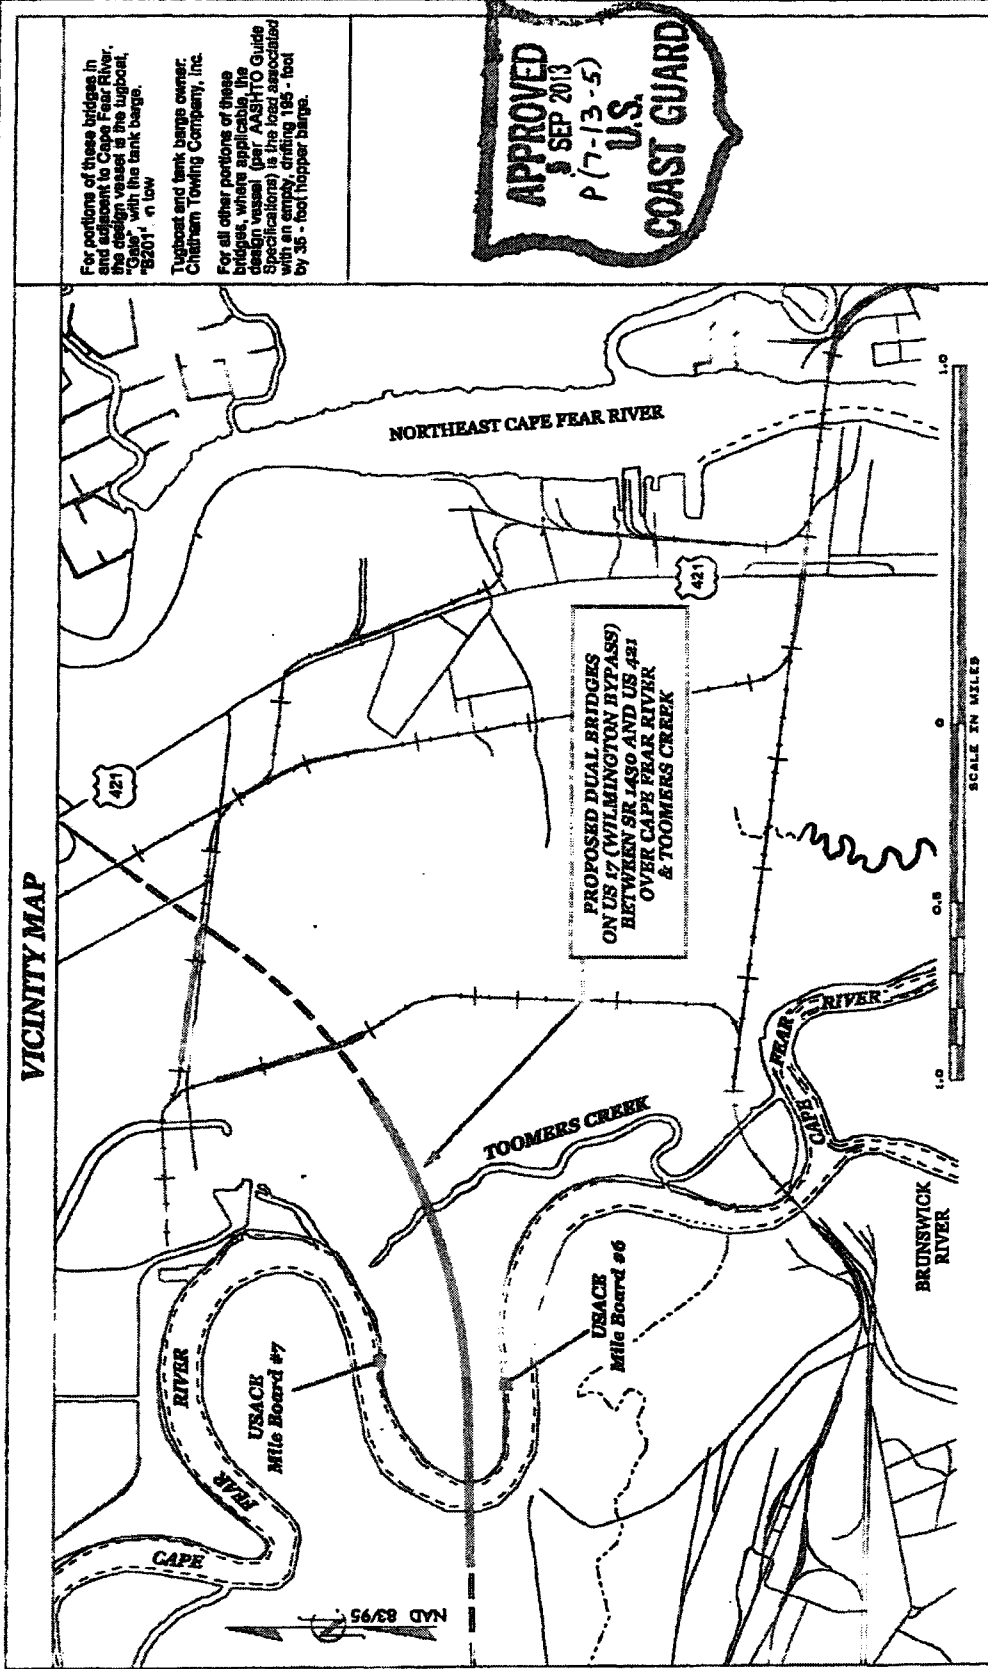 VICINITY MAP
For portions of these bridges in
and adjacent to Cape Fear River,
the design vessel is the tugboat,
"Gale", with the tank barge,
"B201" in tow
Tugboat and tank barge owner:
Chatham Towing Company, Inc.
For all other portions of these
bridges, where applicable, the
design vessel (per AASHTO Guide
Specifications) is the load associated
with an empty, drifting 195 - foot
by 35 - foot hopper barge.
APPROVED
SEP 2013
P(7-13-5)
U.S.
COAST GUARD
NORTHEAST CAPE FEAR RIVER
421
421
PROPOSED DUAL BRIDGES
ON US 17 (WILMINGTON BYPASS)
BETWEEN SR 1430 AND US 421
OVER CAPE FEAR RIVER
& TOOMERS CREEK
TOOMERS CREEK
CAPE FEAR RIVER
CAPE FEAR RIVER
BRUNSWICK
RIVER
USACE
Mile Board #7
USACE
Mile Board #6
NAD 83/95
N
1.0 0.5 0 1.0
SCALE IN MILES